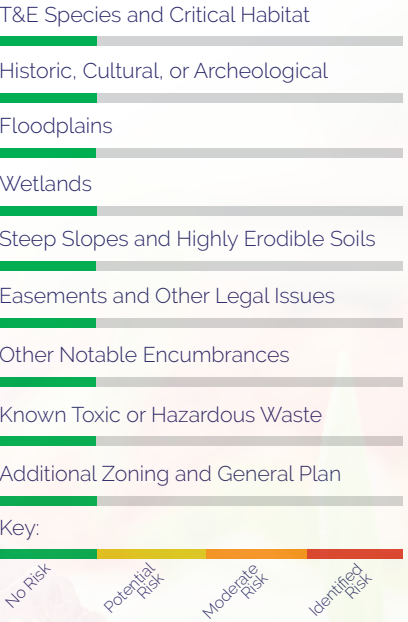 T&E Species and Critical Habitat
Historic, Cultural, or Archeological
Floodplains
Wetlands
Steep Slopes and Highly Erodible Soils
Easements and Other Legal Issues
Other Notable Encumbrances
Known Toxic or Hazardous Waste
Additional Zoning and General Plan
Key:
No Risk
Potential
Risk
Moderate
Risk
Identified
Risk